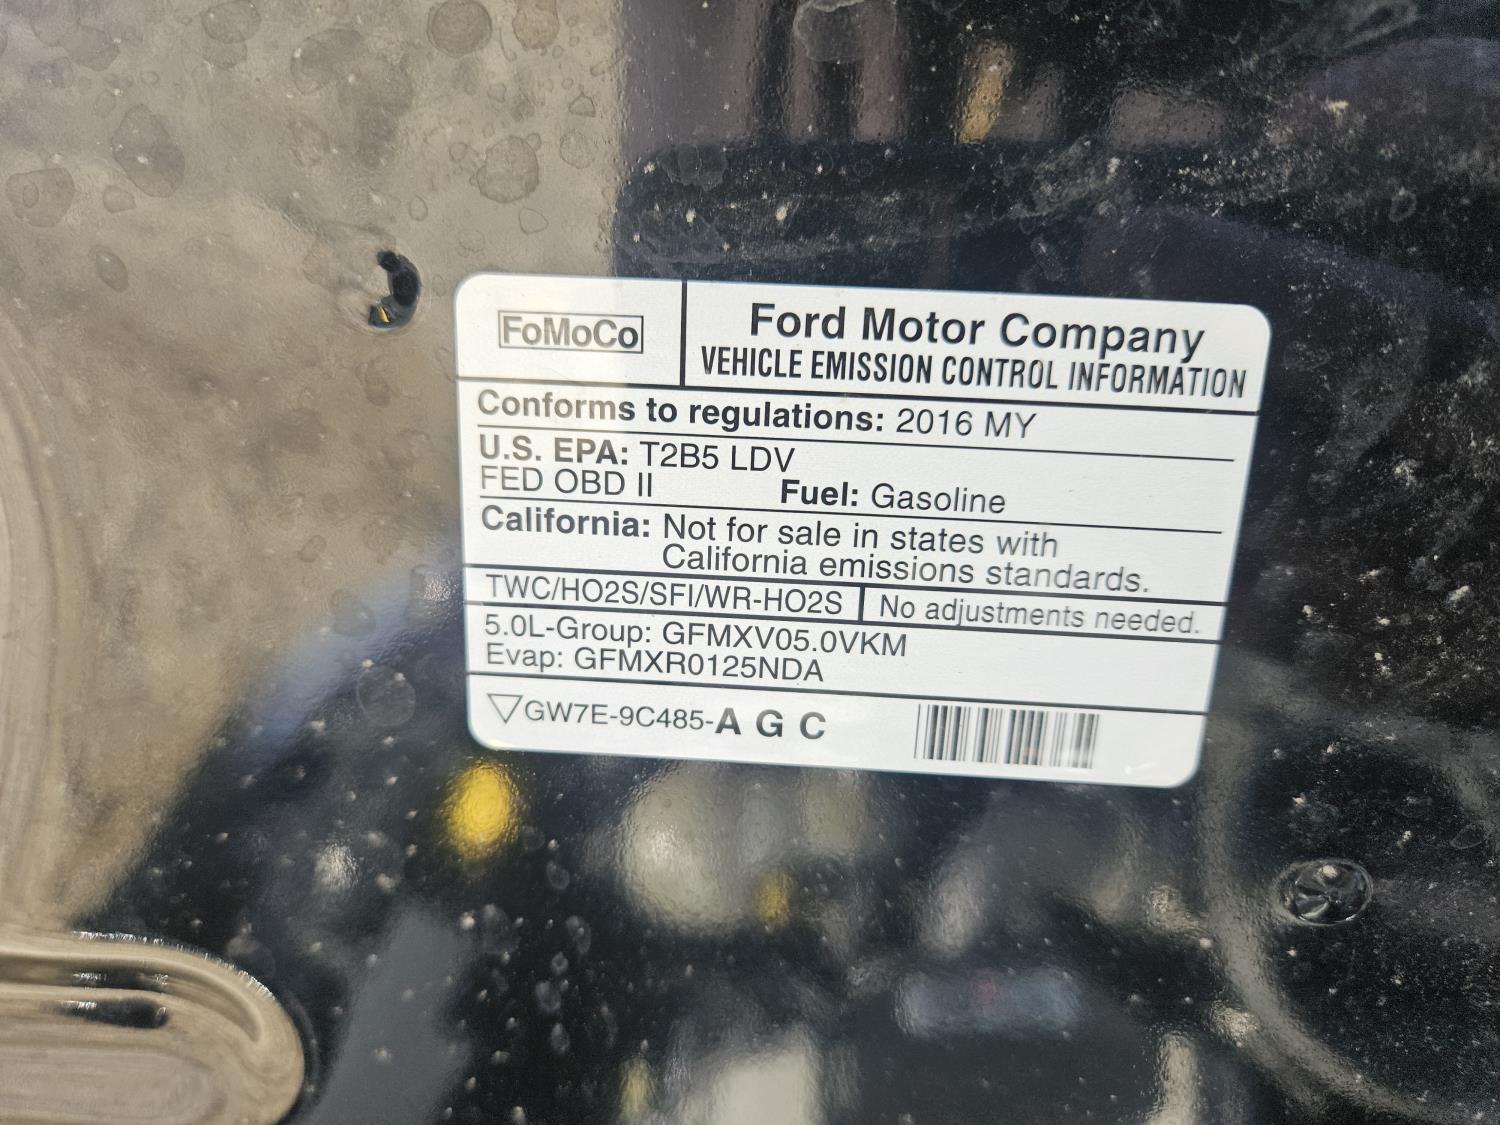 FoMoCo
Ford Motor Company
VEHICLE EMISSION CONTROL INFORMATION
Conforms to regulations: 2016 MY
U.S. EPA: T2B5 LDV
FED OBD II Fuel: Gasoline
California: Not for sale in states with
California emissions standards.
TWC/HO2S/SFI/WR-HO2S No adjustments needed.
5.0L-Group: GFMXV05.0VKM
Evap: GFMXR0125NDA
GW7E-9C485-A G C